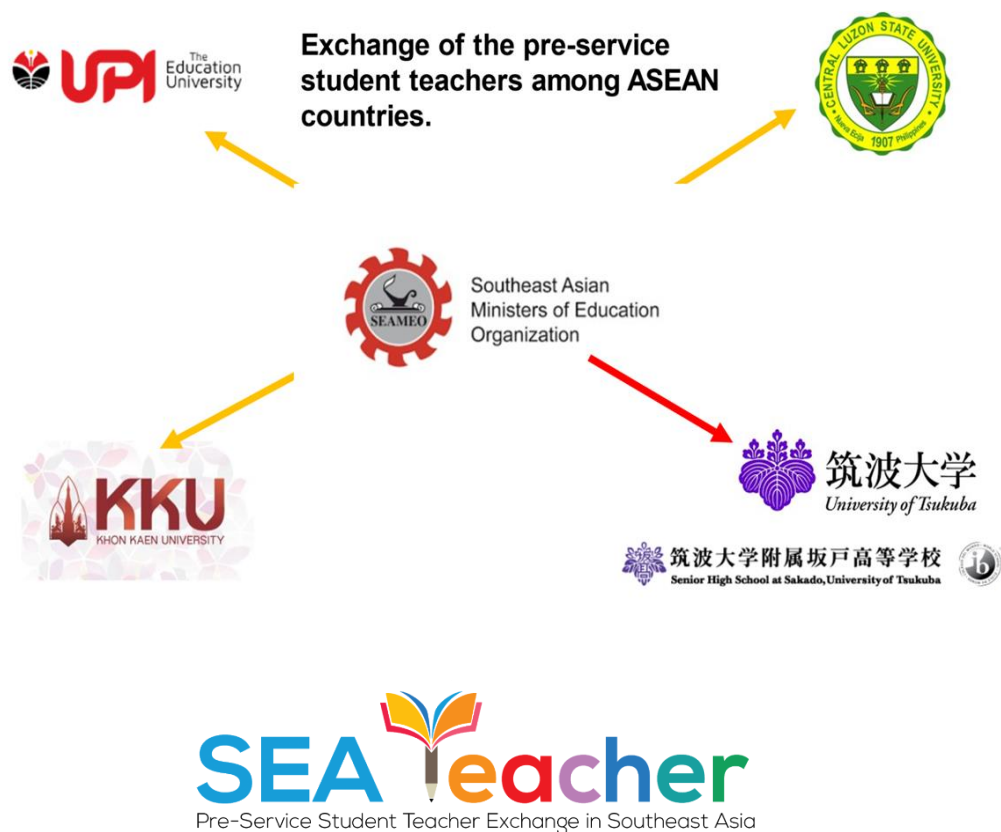 UPI
The
Education
University
Exchange of the pre-service
student teachers among ASEAN
countries.
CENTRAL LUZON STATE UNIVERSITY
Nueva Ecija 1907 Philippines
SEAMEO
Southeast Asian
Ministers of Education
Organization
KKU
KHON KAEN UNIVERSITY
筑波大学
University of Tsukuba
筑波大学附属坂戸高等学校
Senior High School at Sakado, University of Tsukuba
ib
SEA Teacher
Pre-Service Student Teacher Exchange in Southeast Asia